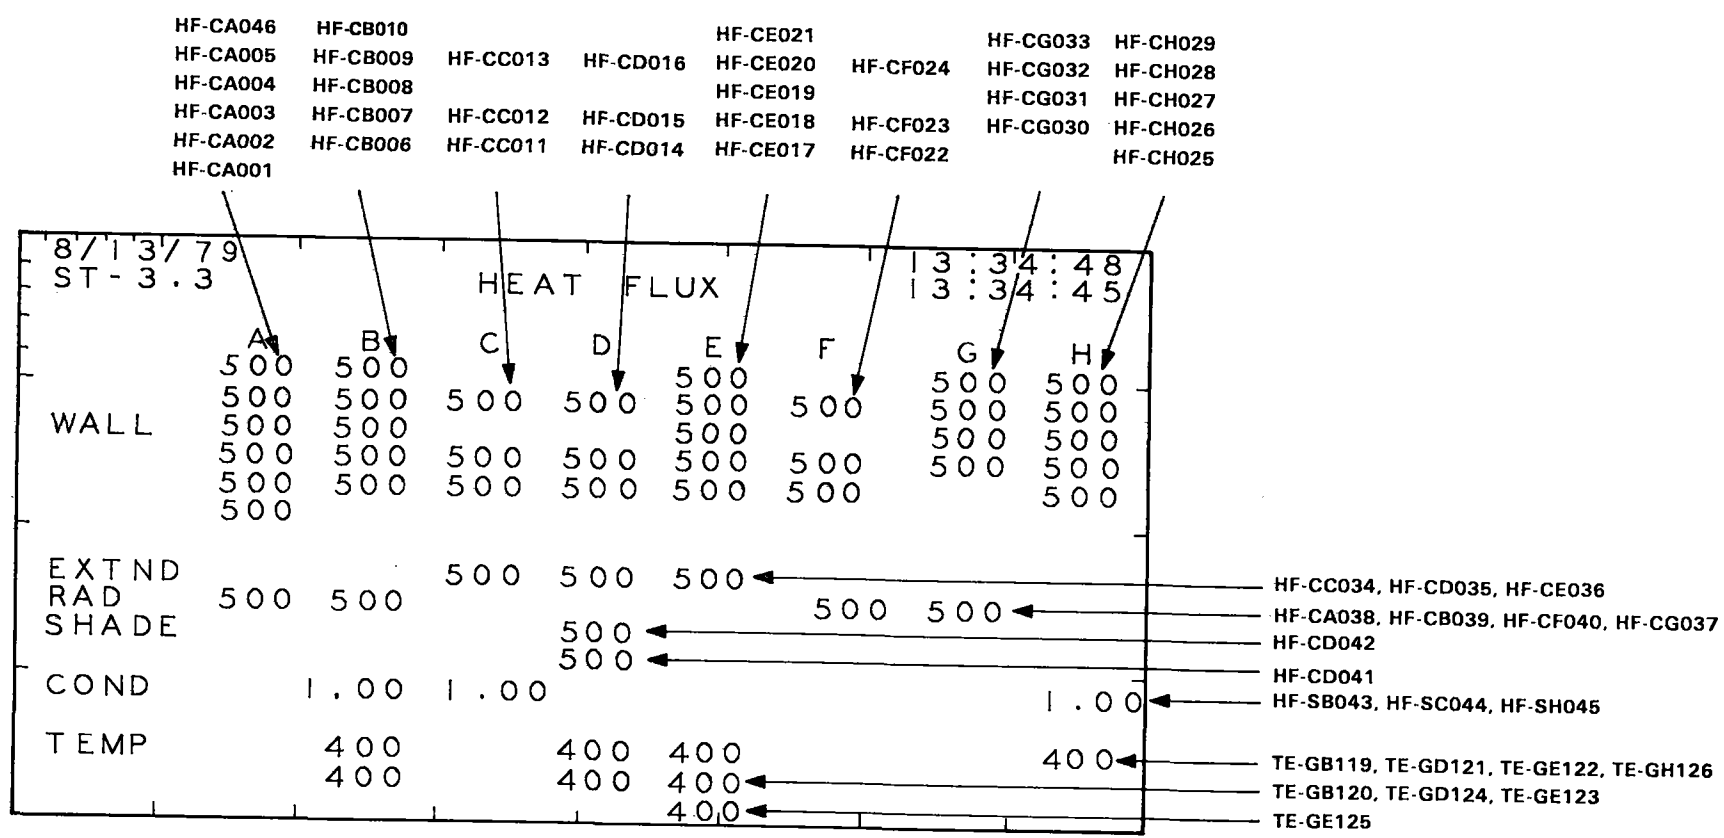 HF-CA046 HF-CB010 HF-CE021 HF-CG033 HF-CH029
HF-CA005 HF-CB009 HF-CC013 HF-CD016 HF-CE020 HF-CF024 HF-CG032 HF-CH028
HF-CA004 HF-CB008 HF-CE019 HF-CG031 HF-CH027
HF-CA003 HF-CB007 HF-CC012 HF-CD015 HF-CE018 HF-CF023 HF-CG030 HF-CH026
HF-CA002 HF-CB006 HF-CC011 HF-CD014 HF-CE017 HF-CF022 HF-CH025
HF-CA001
8/13/79 13:34:48
ST-3.3 HEAT FLUX 13:34:45
A B C D E F G H
500 500 500 500 500
500 500 500 500 500 500 500 500
WALL 500 500 500 500 500
500 500 500 500 500 500 500 500
500 500 500 500 500 500 500
500
EXTND 500 500 500 HF-CC034, HF-CD035, HF-CE036
RAD 500 500 500 500 HF-CA038, HF-CB039, HF-CF040, HF-CG037
SHADE 500 HF-CD042
500 HF-CD041
COND 1.00 1.00 1.00 HF-SB043, HF-SC044, HF-SH045
TEMP 400 400 400 400 TE-GB119, TE-GD121, TE-GE122, TE-GH126
400 400 400 TE-GB120, TE-GD124, TE-GE123
400 TE-GE125